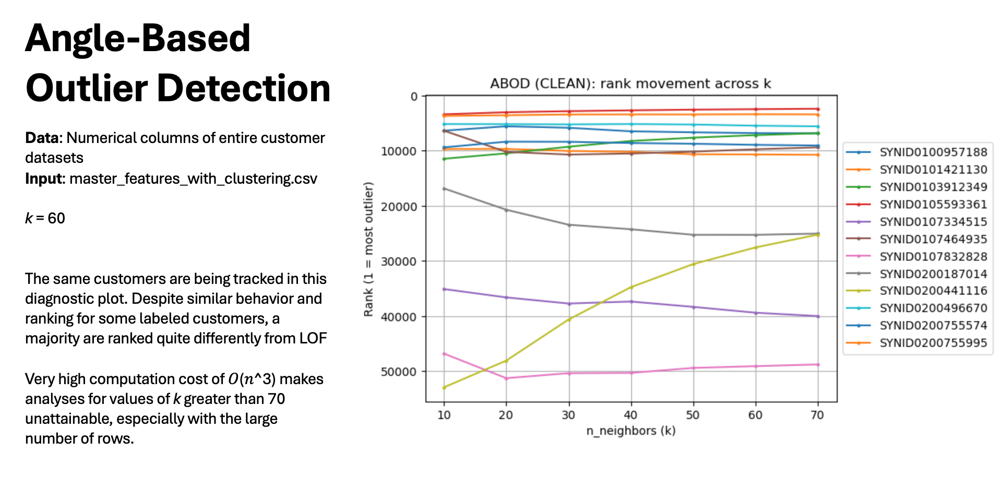 Angle-Based
Outlier Detection
Data: Numerical columns of entire customer
datasets
Input: master_features_with_clustering.csv
k = 60
The same customers are being tracked in this
diagnostic plot. Despite similar behavior and
ranking for some labeled customers, a
majority are ranked quite differently from LOF
Very high computation cost of O(n^3) makes
analyses for values of k greater than 70
unattainable, especially with the large
number of rows.
ABOD (CLEAN): rank movement across k
Rank (1 = most outlier)
0
10000
20000
30000
40000
50000
10 20 30 40 50 60 70
n_neighbors (k)
SYNID0100957188
SYNID0101421130
SYNID0103912349
SYNID0105593361
SYNID0107334515
SYNID0107464935
SYNID0107832828
SYNID0200187014
SYNID0200441116
SYNID0200496670
SYNID0200755574
SYNID0200755995